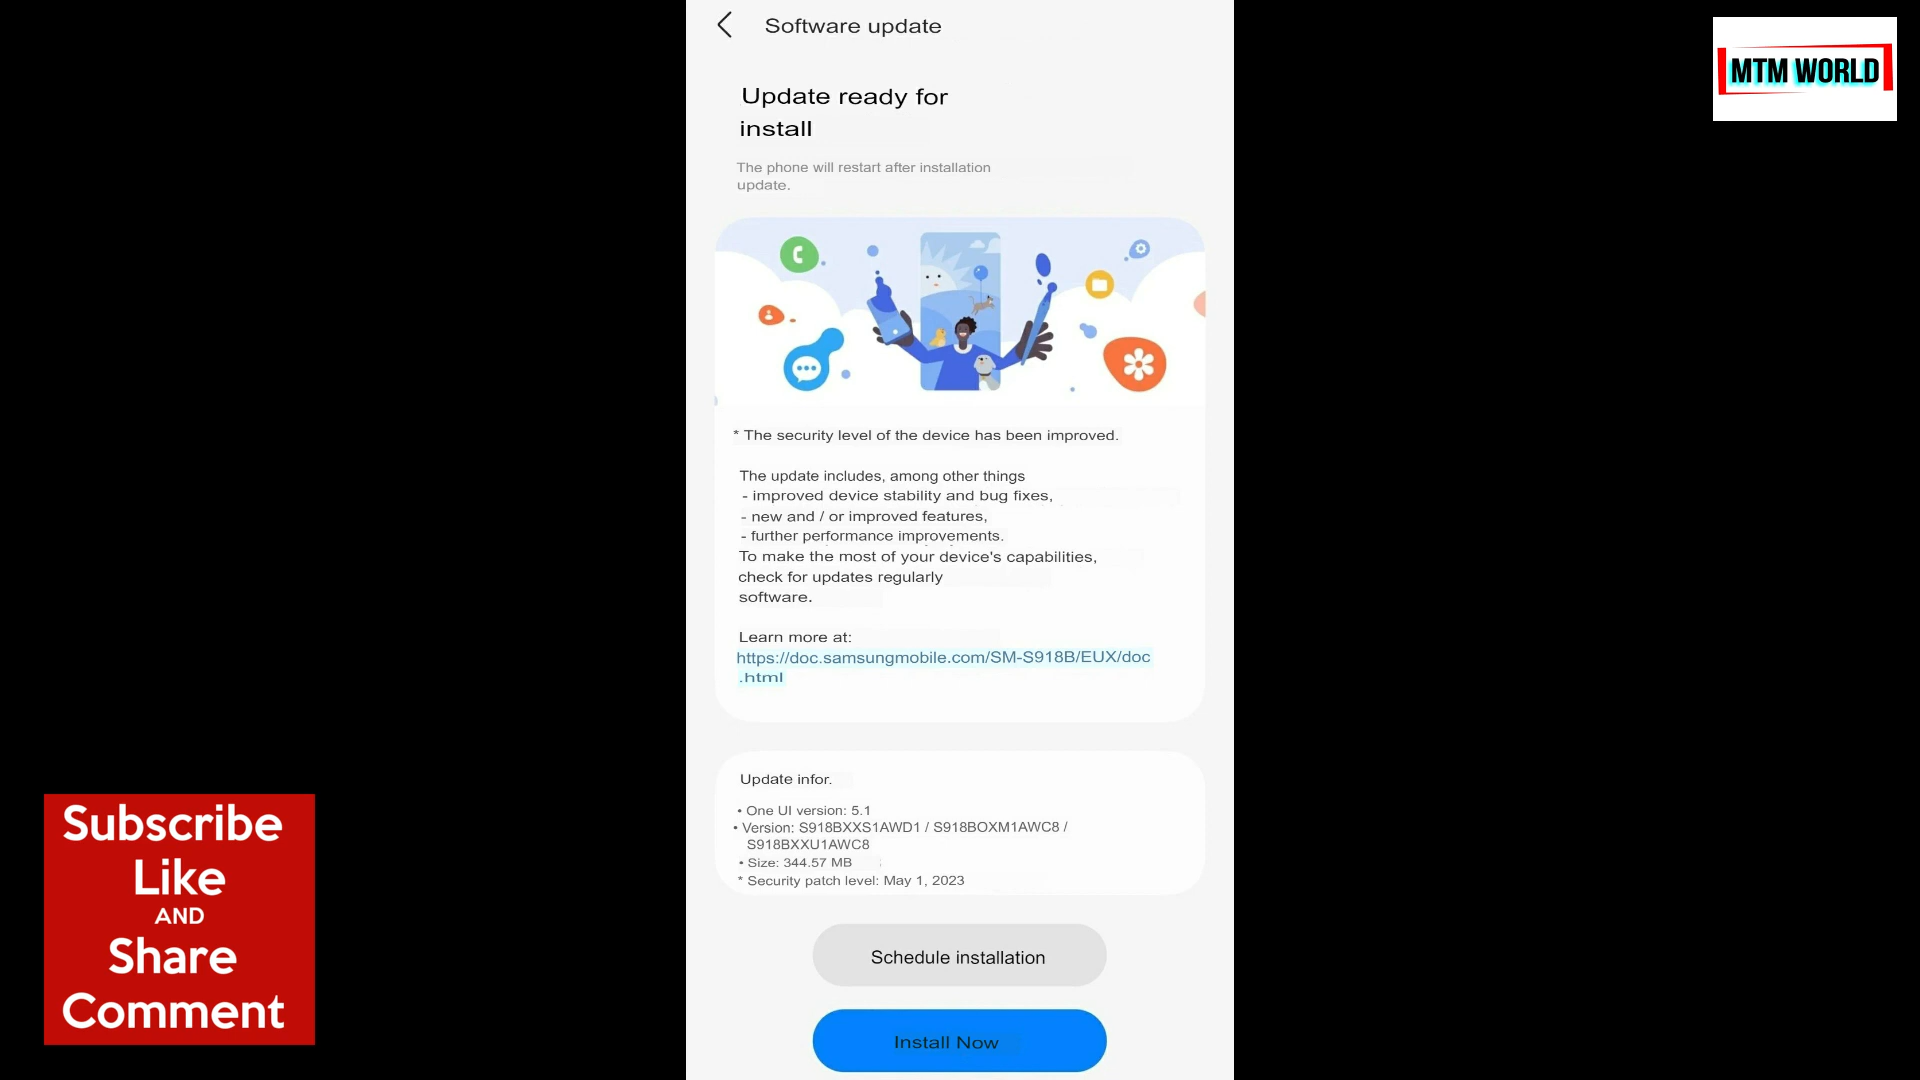 Software update
MTM WORLD
Update ready for
install
The phone will restart after installation
update.
* The security level of the device has been improved.
The update includes, among other things
- improved device stability and bug fixes,
- new and / or improved features,
- further performance improvements.
To make the most of your device's capabilities,
check for updates regularly
software.
Learn more at:
https://doc.samsungmobile.com/SM-S918B/EUX/doc
.html
Update infor.
• One UI version: 5.1
• Version: S918BXXS1AWD1 / S918BOXM1AWC8 /
S918BXXU1AWC8
• Size: 344.57 MB
* Security patch level: May 1, 2023
Schedule installation
Install Now
Subscribe
Like
AND
Share
Comment